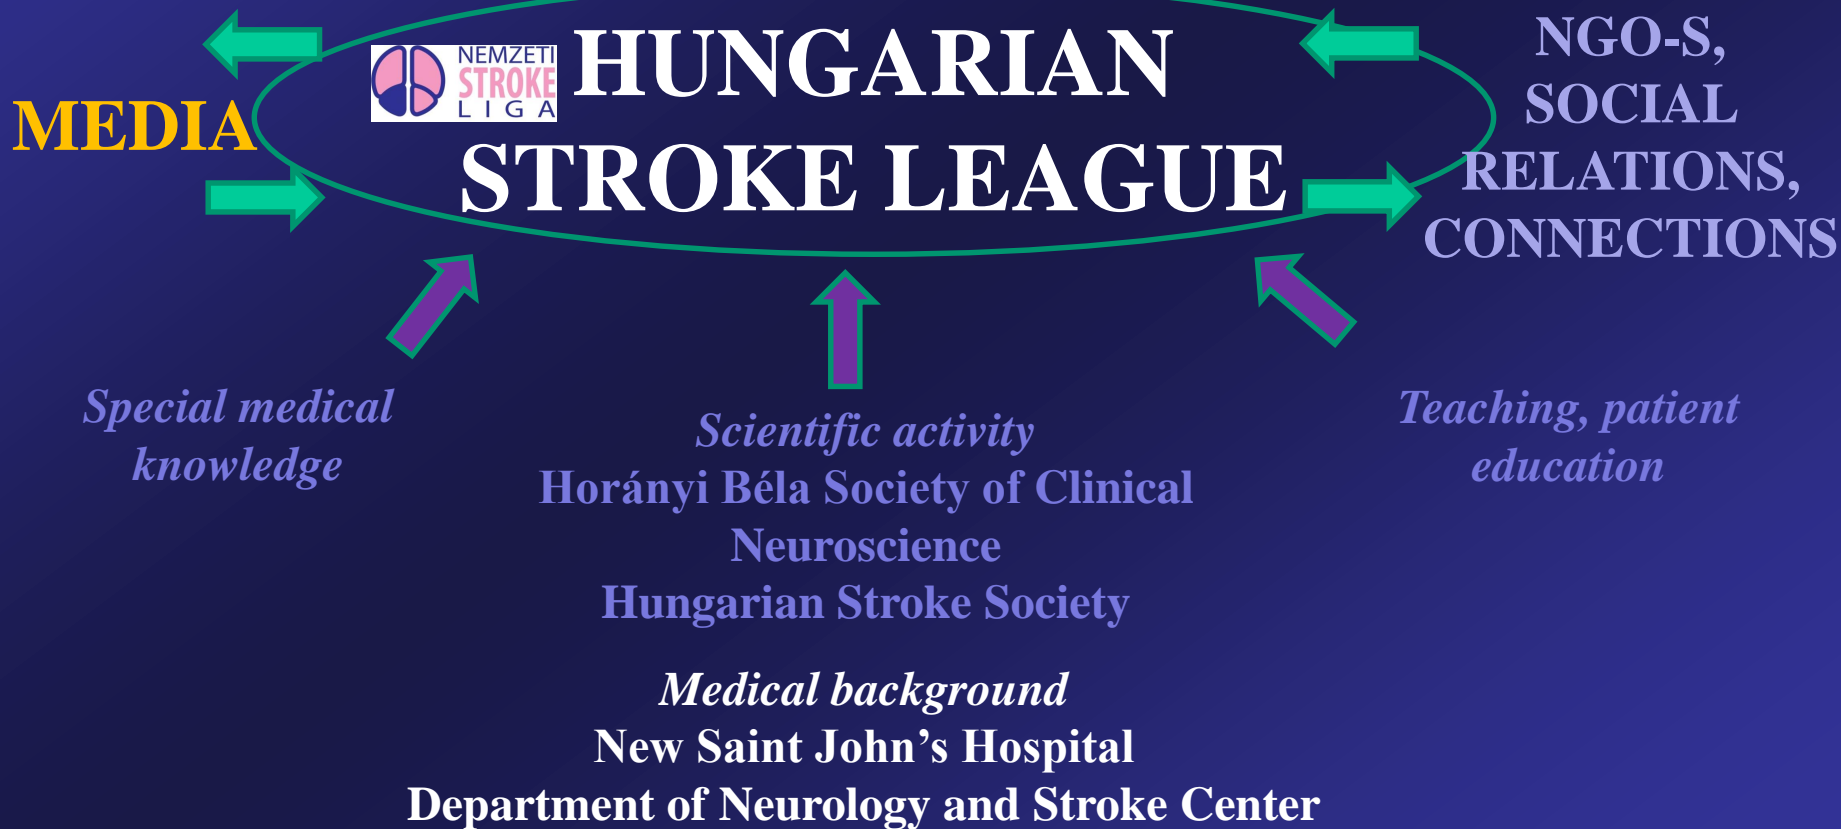 MEDIA
NEMZETI
STROKE
LIGA
HUNGARIAN
STROKE LEAGUE
NGO-S,
SOCIAL
RELATIONS,
CONNECTIONS
Special medical
knowledge
Scientific activity
Horányi Béla Society of Clinical
Neuroscience
Hungarian Stroke Society
Teaching, patient
education
Medical background
New Saint John’s Hospital
Department of Neurology and Stroke Center